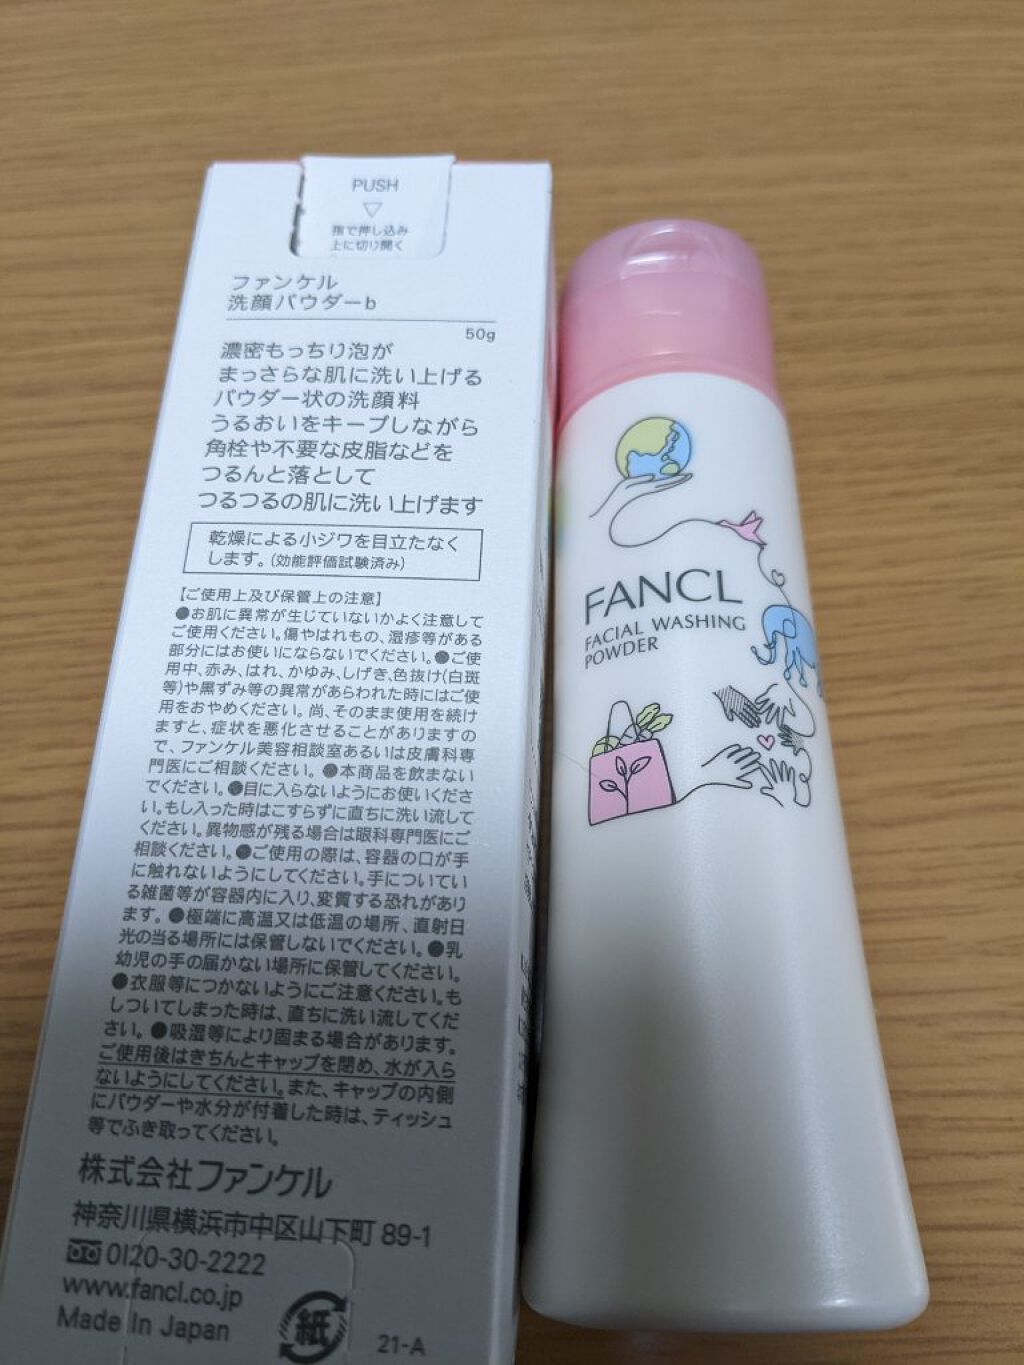 PUSH
指で押し込み
上に切り開く
ファンケル
洗顔パウダーb
50g
濃密もっちり泡が
まっさらな肌に洗い上げる
パウダー状の洗顔料
うるおいをキープしながら
角栓や不要な皮脂などを
つるんと落として
つるつるの肌に洗い上げます
乾燥による小ジワを目立たなく
します。(効能評価試験済み)
【ご使用上及び保管上の注意】
●お肌に異常が生じていないかよく注意して
ご使用ください。傷やはれもの、湿疹等がある
部分にはお使いにならないでください。●ご使
用中、赤み、はれ、かゆみ、しげき、色抜け(白斑
等)や黒ずみ等の異常があらわれた時にはご使
用をおやめください。尚、そのまま使用を続け
ますと、症状を悪化させることがありますの
で、ファンケル美容相談室あるいは皮膚科専
門医にご相談ください。●本商品を飲まない
でください。●目に入らないようにお使いくださ
い。もし入った時はこすらずに直ちに洗い流して
ください。異物感が残る場合は眼科専門医にご
相談ください。●ご使用の際は、容器の口が手
に触れないようにしてください。手についてい
る雑菌等が容器内に入り、変質する恐れがあり
ます。●極端に高温又は低温の場所、直射日
光の当る場所には保管しないでください。●乳
幼児の手の届かない場所に保管してください。
●衣服等につかないようにご注意ください。も
しついてしまった時は、直ちに洗い流してくだ
さい。●吸湿等により固まる場合があります。
ご使用後はきちんとキャップを閉め、水が入ら
ないようにしてください。また、キャップの内側
にパウダーや水分が付着した時は、ティッシュ
等でふき取ってください。
株式会社ファンケル
神奈川県横浜市中区山下町 89-1
0120-30-2222
www.fancl.co.jp
Made In Japan
紙
21-A
FANCL
FACIAL WASHING
POWDER